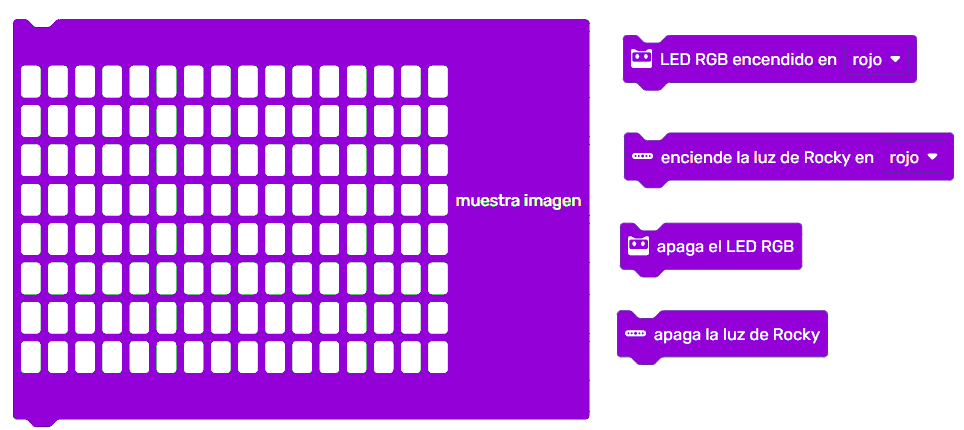 muestra imagen
LED RGB encendido en rojo
enciende la luz de Rocky en rojo
apaga el LED RGB
apaga la luz de Rocky